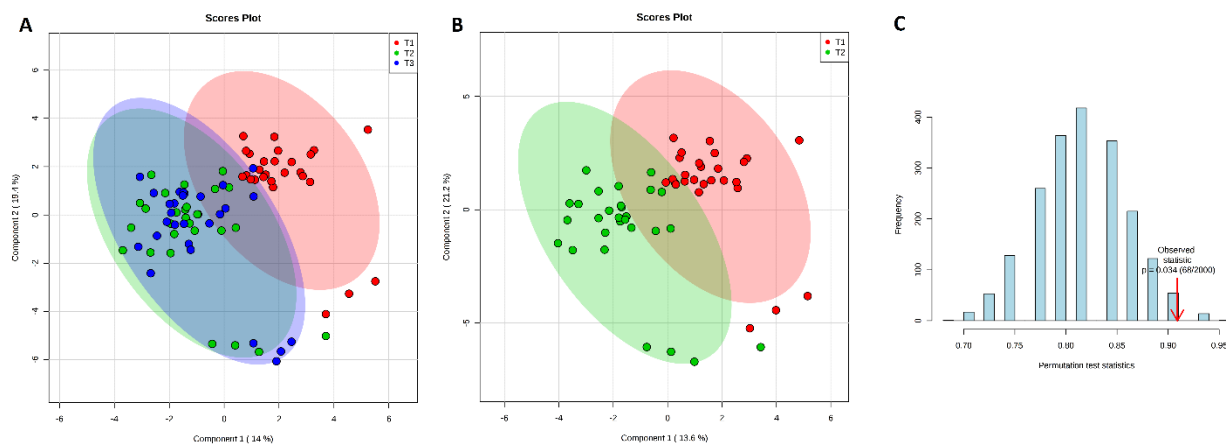 A
Scores Plot
T1
T2
T3
6
4
2
0
-2
-4
-6
Component 2 ( 19.4 %)
-6
-4
-2
0
2
4
6
Component 1 ( 14 %)
B
Scores Plot
T1
T2
5
0
-5
Component 2 ( 21.2 %)
-6
-4
-2
0
2
4
6
Component 1 ( 13.6 %)
C
400
300
200
100
0
Frequency
Observed
statistic
p = 0.034 (68/2000)
0.70
0.75
0.80
0.85
0.90
0.95
Permutation test statistics